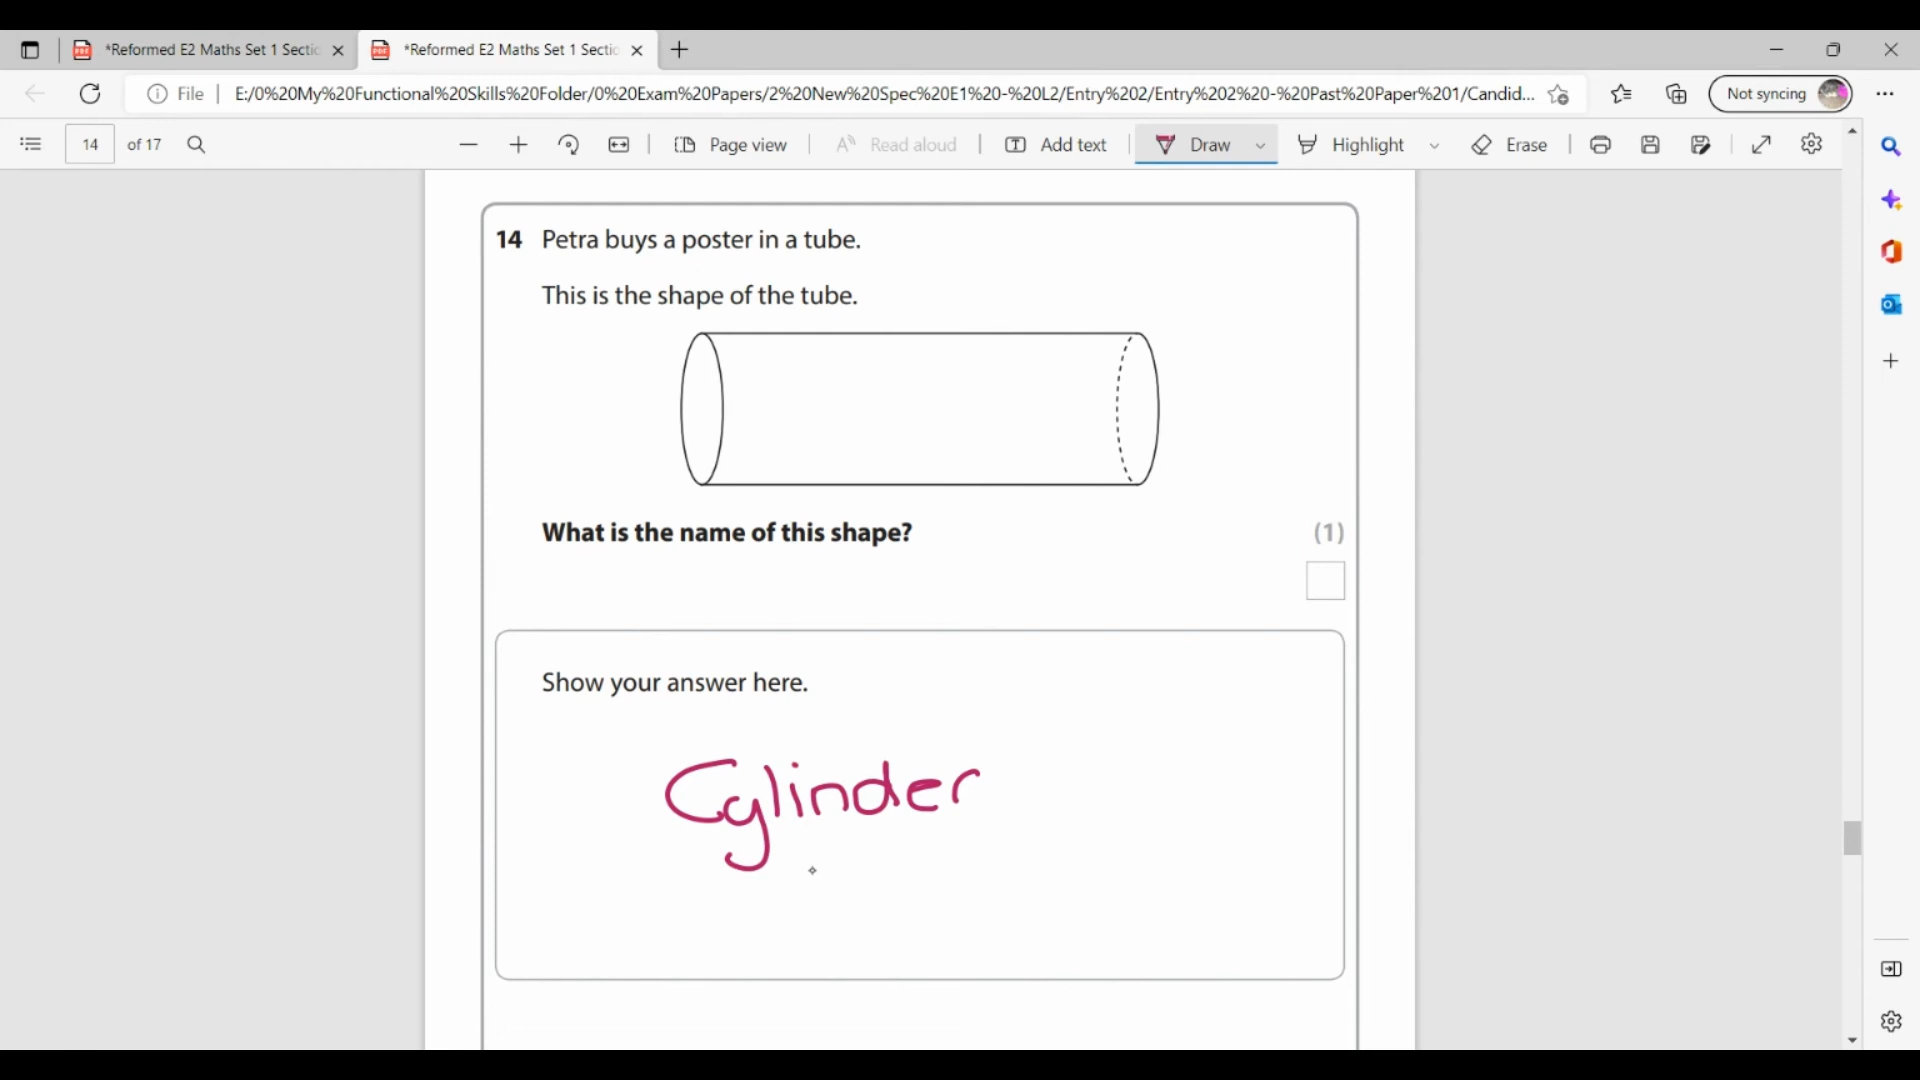 *Reformed E2 Maths Set 1 Sectio
*Reformed E2 Maths Set 1 Sectio
File
E:/0%20My%20Functional%20Skills%20Folder/0%20Exam%20Papers/2%20New%20Spec%20E1%20-%20L2/Entry%202/Entry%202%20-%20Past%20Paper%201/Candid...
Not syncing
14 of 17
Page view
Read aloud
Add text
Draw
Highlight
Erase
14 Petra buys a poster in a tube.
This is the shape of the tube.
What is the name of this shape? (1)
Show your answer here.
Cylinder